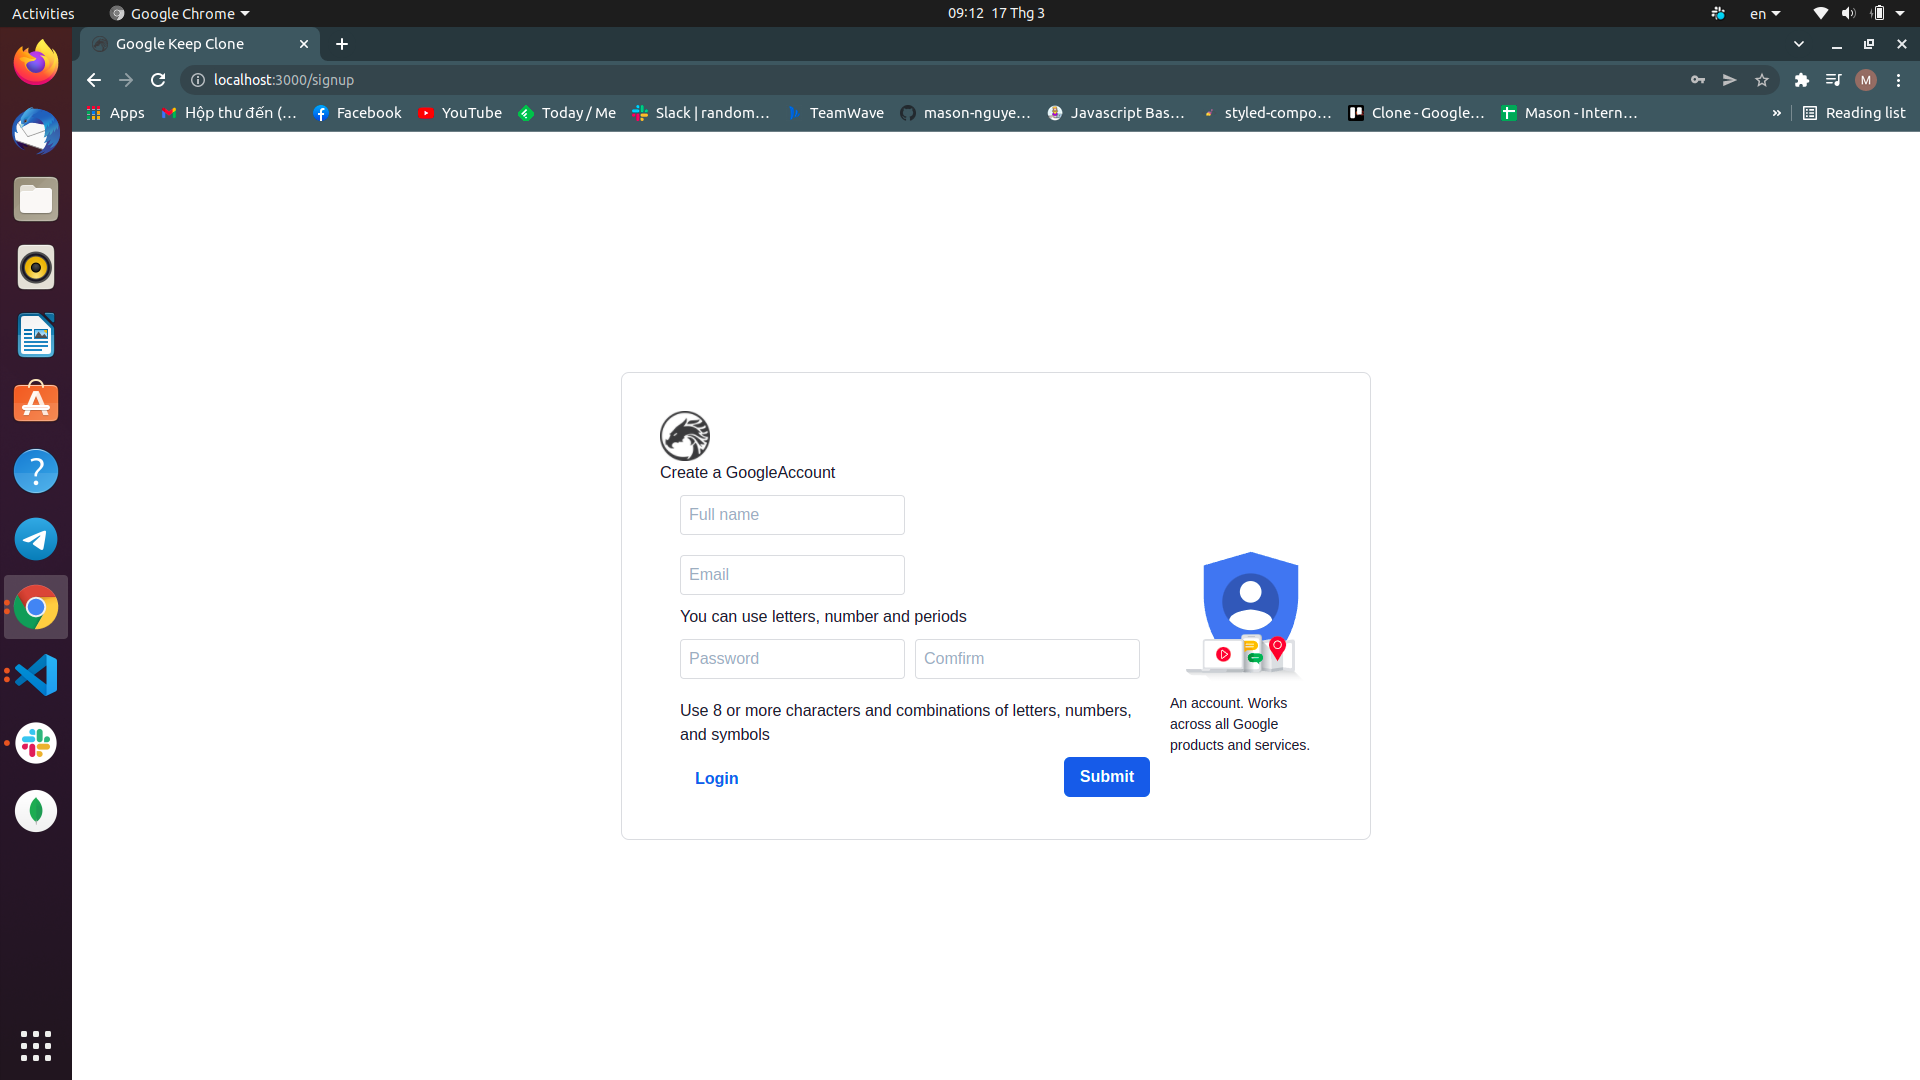 Activities Google Chrome 09:12 17 Thg 3 en
Google Keep Clone
localhost:3000/signup M
Apps Hộp thư đến (... Facebook YouTube Today / Me Slack | random... TeamWave mason-nguye... Javascript Bas... styled-compo... Clone - Google... Mason - Intern... » Reading list
Create a GoogleAccount
Full name
Email
You can use letters, number and periods
Password Comfirm
Use 8 or more characters and combinations of letters, numbers,
and symbols
Login Submit
An account. Works
across all Google
products and services.